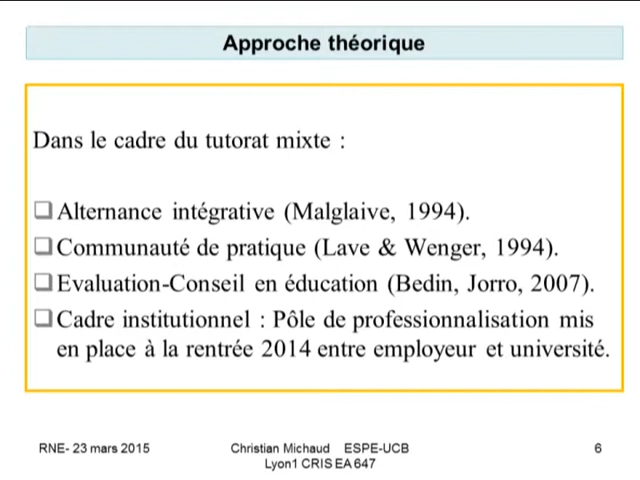 Approche théorique
Dans le cadre du tutorat mixte :
Alternance intégrative (Malglaive, 1994).
Communauté de pratique (Lave & Wenger, 1994).
Evaluation-Conseil en éducation (Bedin, Jorro, 2007).
Cadre institutionnel : Pôle de professionnalisation mis
en place à la rentrée 2014 entre employeur et université.
RNE- 23 mars 2015
Christian Michaud ESPE-UCB
Lyon1 CRIS EA 647
6